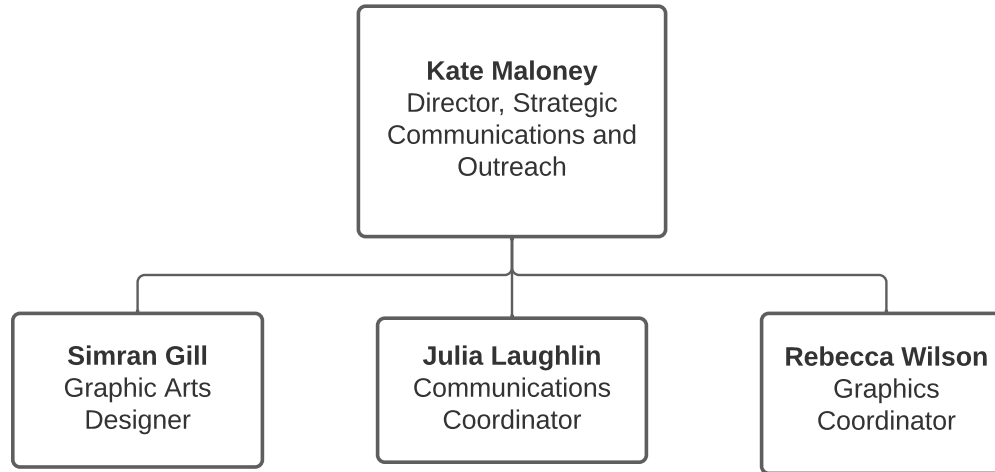 Kate Maloney
Director, Strategic
Communications and
Outreach
Simran Gill
Graphic Arts
Designer
Julia Laughlin
Communications
Coordinator
Rebecca Wilson
Graphics
Coordinator